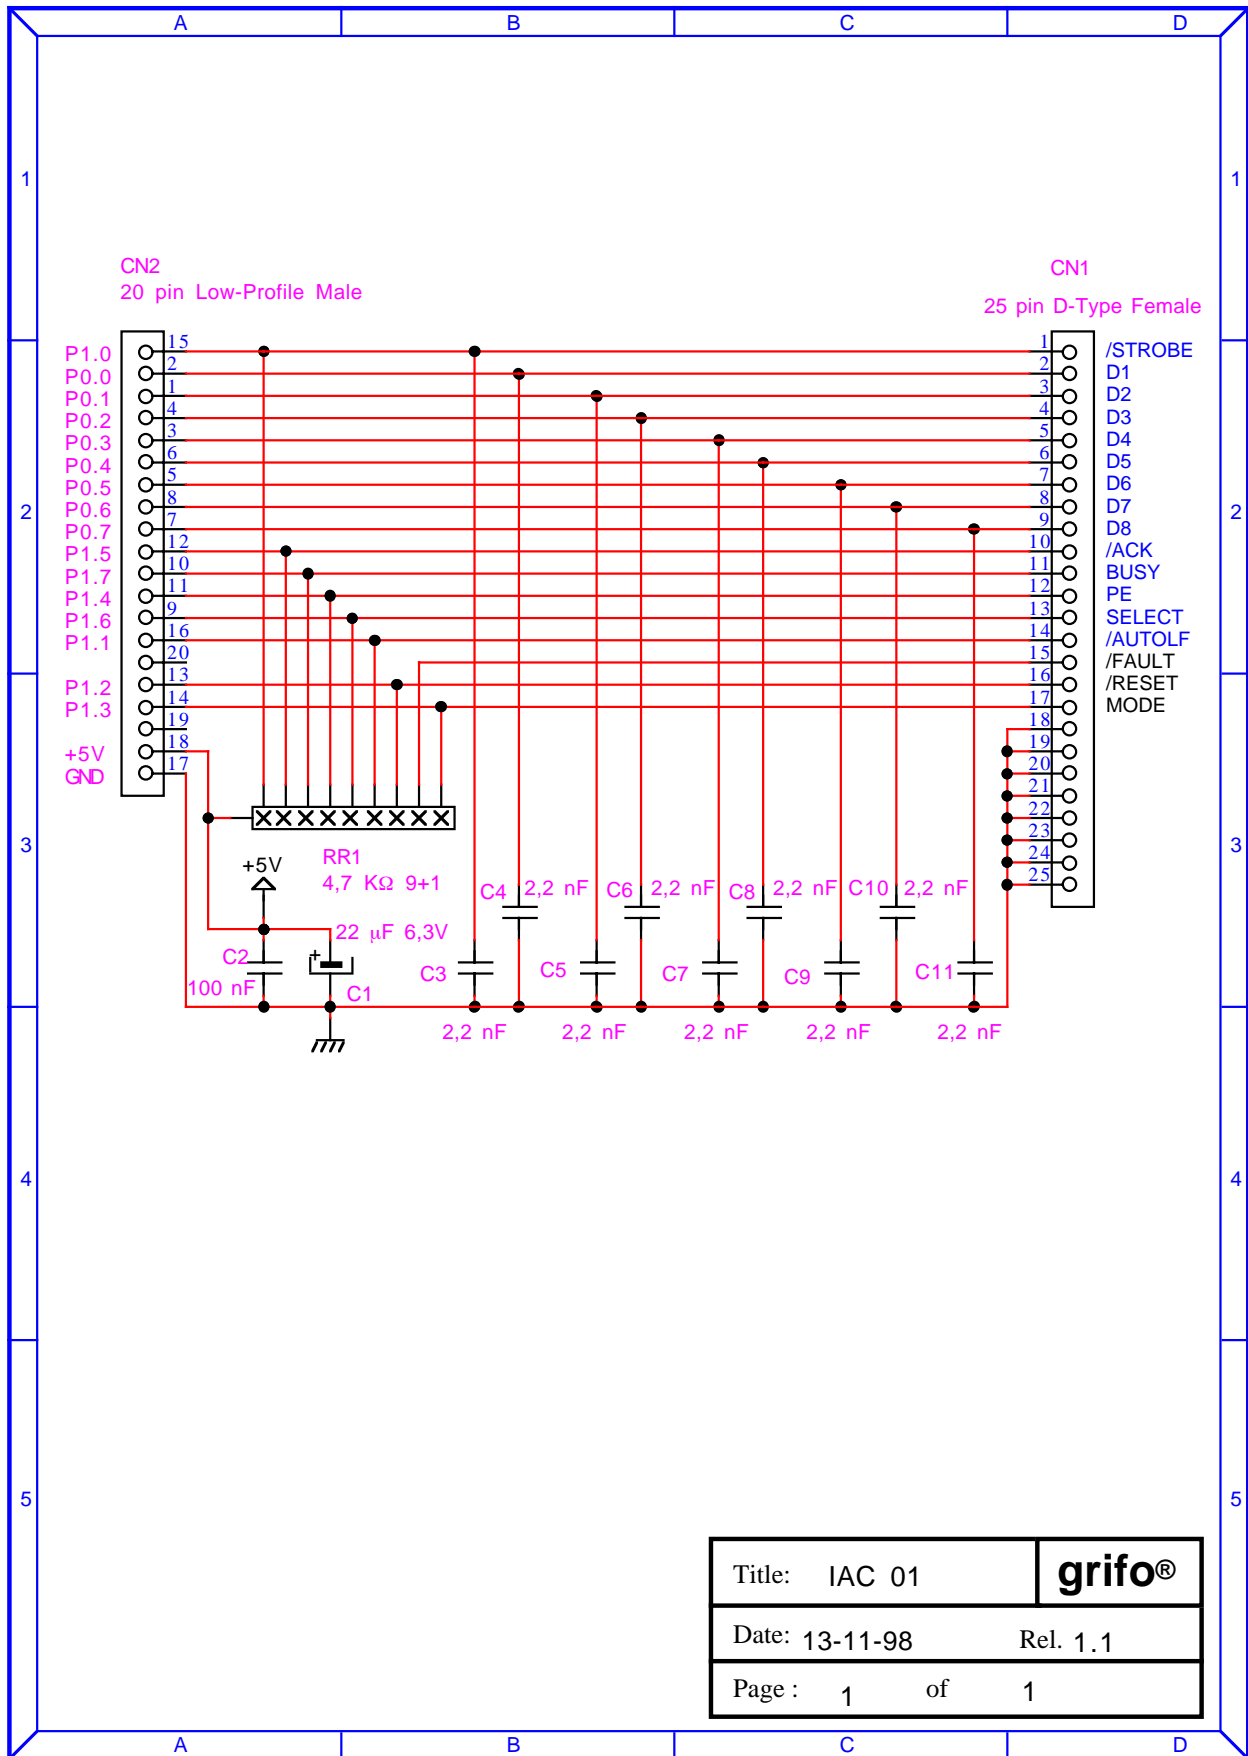 A B C D
1 1
CN2
20 pin Low-Profile Male
CN1
25 pin D-Type Female
P1.0 15 1 /STROBE
P0.0 2 2 D1
P0.1 1 3 D2
P0.2 4 4 D3
P0.3 3 5 D4
P0.4 6 6 D5
P0.5 5 7 D6
2 P0.6 8 8 D7 2
P0.7 7 9 D8
P1.5 12 10 /ACK
P1.7 10 11 BUSY
P1.4 11 12 PE
P1.6 9 13 SELECT
P1.1 16 14 /AUTOLF
20 15 /FAULT
P1.2 13 16 /RESET
P1.3 14 17 MODE
19 18
+5V 18 19
GND 17 20
21
22
23
3 3
24
25
+5V
RR1
4,7 KΩ 9+1
C4 2,2 nF C6 2,2 nF C8 2,2 nF C10 2,2 nF
22 µF 6,3V
+
C2
100 nF
C1
C3 C5 C7 C9 C11
2,2 nF 2,2 nF 2,2 nF 2,2 nF 2,2 nF
4 4
5 5
Title: IAC 01 grifo®
Date: 13-11-98 Rel. 1.1
Page : 1 of 1
A B C D